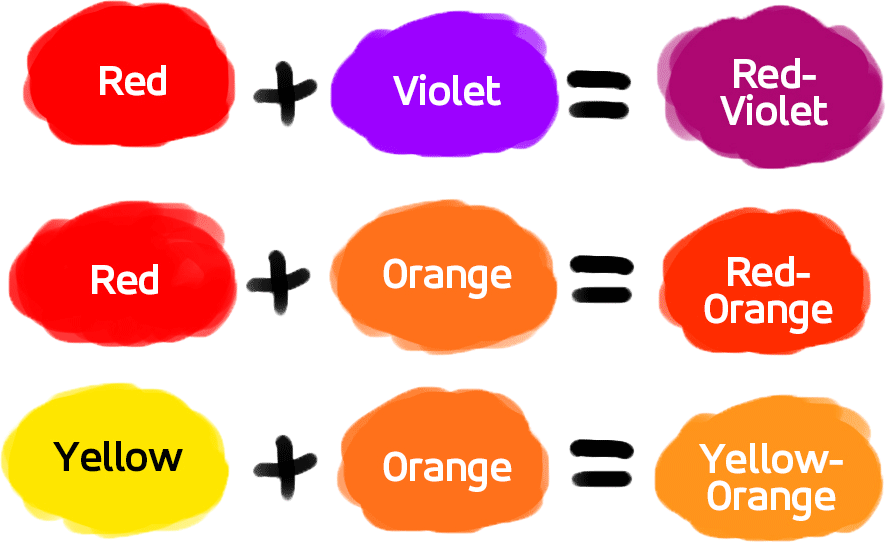 Red + Violet = Red-
Violet
Red + Orange = Red-
Orange
Yellow + Orange = Yellow-
Orange